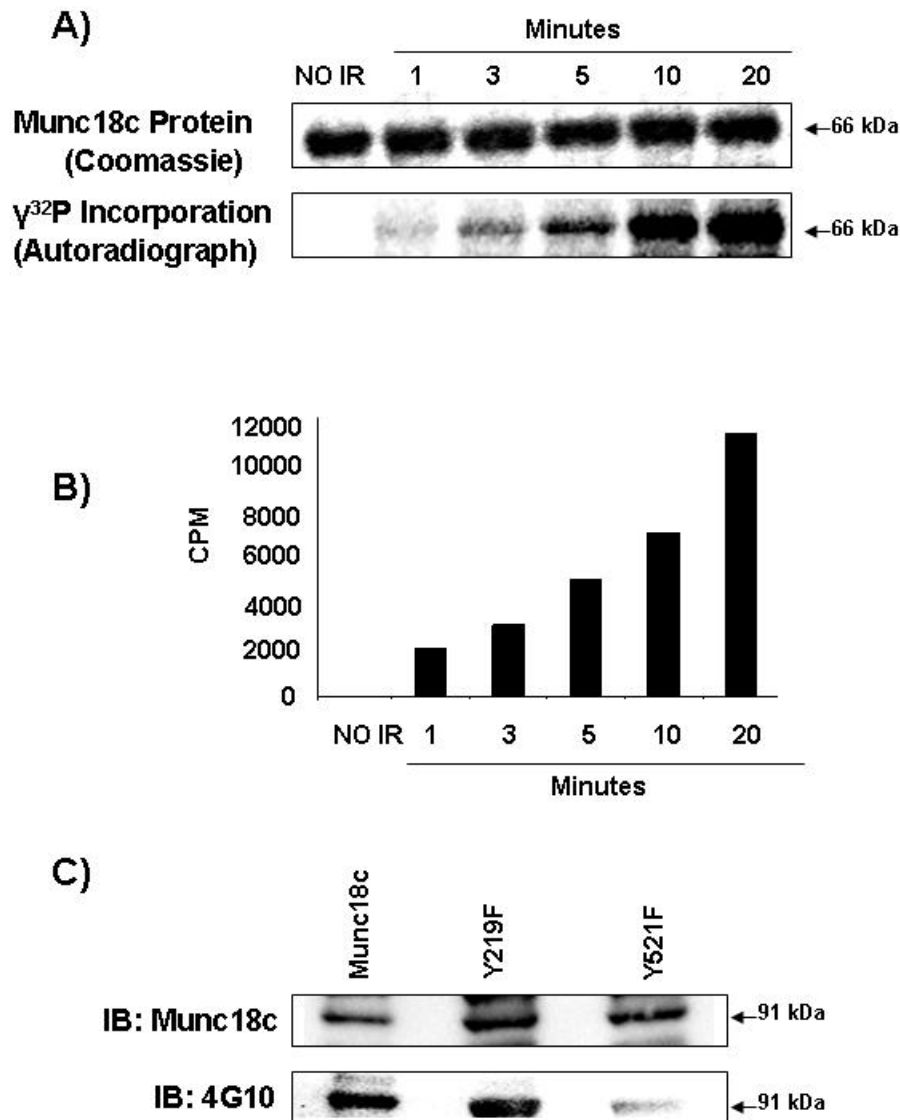 A)
Minutes
NO IR 1 3 5 10 20
Munc18c Protein
(Coomassie)
66 kDa
γ³²P Incorporation
(Autoradiograph)
66 kDa
B)
CPM
12000
10000
8000
6000
4000
2000
0
NO IR 1 3 5 10 20
Minutes
C)
Munc18c
Y219F
Y521F
IB: Munc18c
91 kDa
IB: 4G10
91 kDa